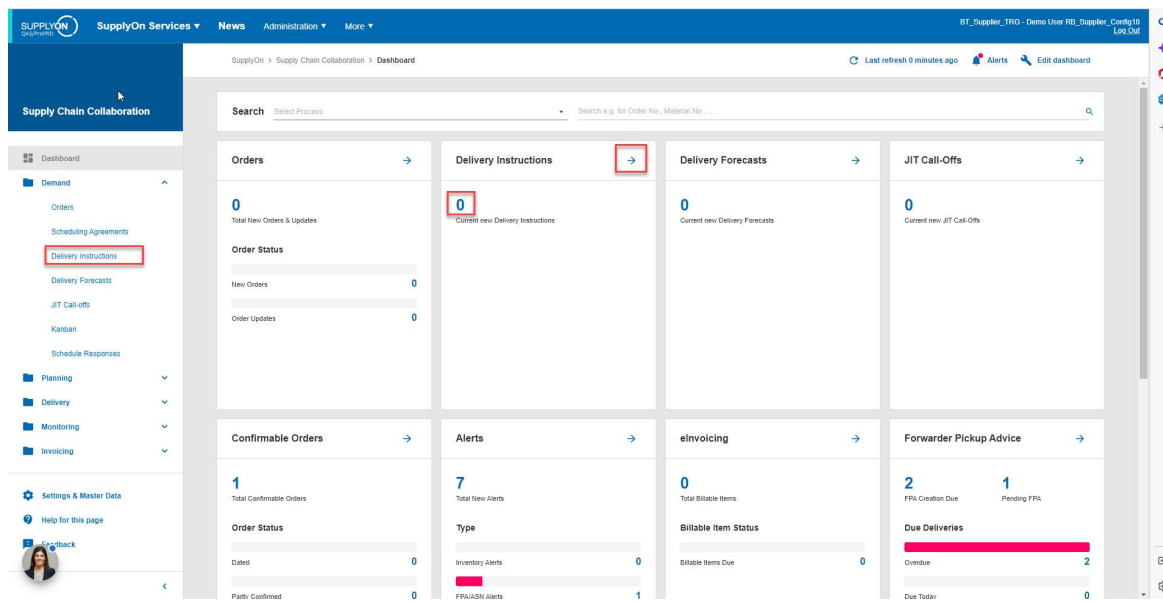 SUPPLYON
QAS/PrePRD
SupplyOn Services
News
Administration
More
BT_Supplier_TRG - Demo User RB_Supplier_Config10
Log Out
SupplyOn > Supply Chain Collaboration > Dashboard
Last refresh 0 minutes ago
Alerts
Edit dashboard
Supply Chain Collaboration
Dashboard
Demand
Orders
Scheduling Agreements
Delivery Instructions
Delivery Forecasts
JIT Call-offs
Kanban
Schedule Responses
Planning
Delivery
Monitoring
Invoicing
Settings & Master Data
Help for this page
Feedback
Search
Select Process
Search e.g. for Order No., Material No., ...
Orders
0
Total New Orders & Updates
Order Status
New Orders 0
Order Updates 0
Delivery Instructions
0
Current new Delivery Instructions
Delivery Forecasts
0
Current new Delivery Forecasts
JIT Call-Offs
0
Current new JIT Call-Offs
Confirmable Orders
1
Total Confirmable Orders
Order Status
Dated 0
Partly Confirmed 0
Alerts
7
Total New Alerts
Type
Inventory Alerts 0
FPA/ASN Alerts 1
eInvoicing
0
Total Billable Items
Billable Item Status
Billable Items Due 0
Forwarder Pickup Advice
2 1
FPA Creation Due Pending FPA
Due Deliveries
Overdue 2
Due Today 0